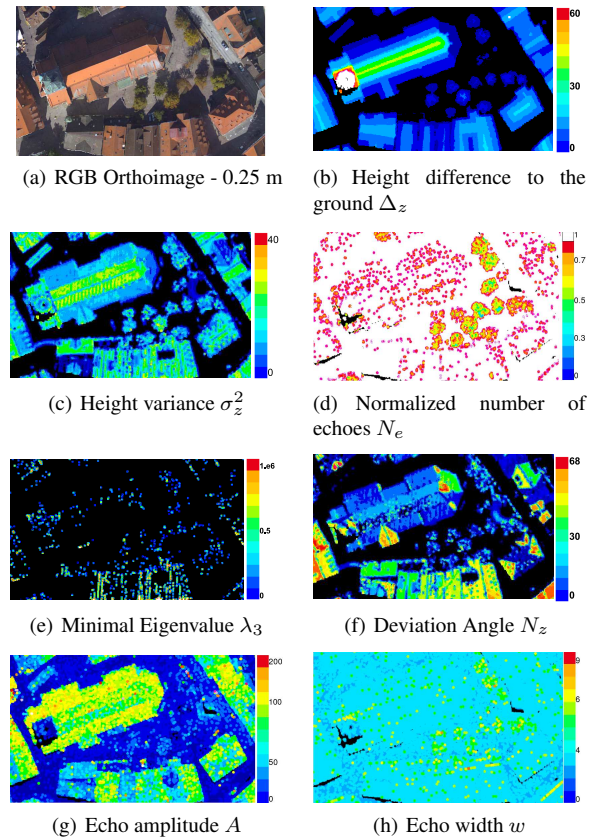 60
30
0
(a) RGB Orthoimage - 0.25 m
(b) Height difference to the
ground Δz
40
20
0
1
0.7
0.5
0.3
0
(c) Height variance σ²z
(d) Normalized number of
echoes Ne
1.e6
0.5
0
68
30
0
(e) Minimal Eigenvalue λ3
(f) Deviation Angle Nz
200
100
50
0
9
6
4
0
(g) Echo amplitude A
(h) Echo width w